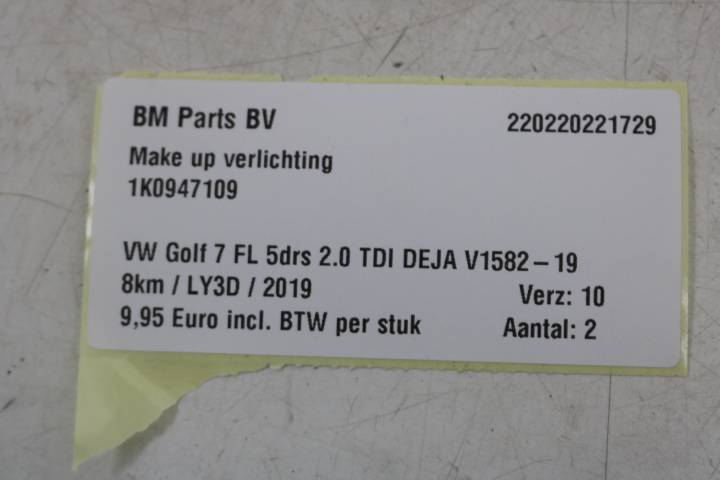 BM Parts BV 220220221729
Make up verlichting
1K0947109
VW Golf 7 FL 5drs 2.0 TDI DEJA V1582-19
8km / LY3D / 2019 Verz: 10
9,95 Euro incl. BTW per stuk Aantal: 2